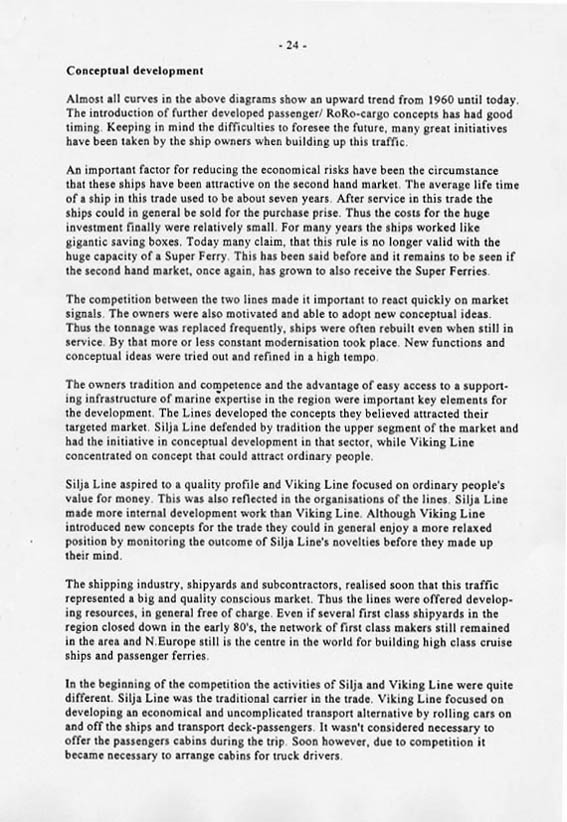 - 24 -
Conceptual development
Almost all curves in the above diagrams show an upward trend from 1960 until today.
The introduction of further developed passenger/ RoRo-cargo concepts has had good
timing. Keeping in mind the difficulties to foresee the future, many great initiatives
have been taken by the ship owners when building up this traffic.
An important factor for reducing the economical risks have been the circumstance
that these ships have been attractive on the second hand market. The average life time
of a ship in this trade used to be about seven years. After service in this trade the
ships could in general be sold for the purchase prise. Thus the costs for the huge
investment finally were relatively small. For many years the ships worked like
gigantic saving boxes. Today many claim, that this rule is no longer valid with the
huge capacity of a Super Ferry. This has been said before and it remains to be seen if
the second hand market, once again, has grown to also receive the Super Ferries.
The competition between the two lines made it important to react quickly on market
signals. The owners were also motivated and able to adopt new conceptual ideas.
Thus the tonnage was replaced frequently, ships were often rebuilt even when still in
service. By that more or less constant modernisation took place. New functions and
conceptual ideas were tried out and refined in a high tempo.
The owners tradition and competence and the advantage of easy access to a support-
ing infrastructure of marine expertise in the region were important key elements for
the development. The Lines developed the concepts they believed attracted their
targeted market. Silja Line defended by tradition the upper segment of the market and
had the initiative in conceptual development in that sector, while Viking Line
concentrated on concept that could attract ordinary people.
Silja Line aspired to a quality profile and Viking Line focused on ordinary people's
value for money. This was also reflected in the organisations of the lines. Silja Line
made more internal development work than Viking Line. Although Viking Line
introduced new concepts for the trade they could in general enjoy a more relaxed
position by monitoring the outcome of Silja Line's novelties before they made up
their mind.
The shipping industry, shipyards and subcontractors, realised soon that this traffic
represented a big and quality conscious market. Thus the lines were offered develop-
ing resources, in general free of charge. Even if several first class shipyards in the
region closed down in the early 80's, the network of first class makers still remained
in the area and N.Europe still is the centre in the world for building high class cruise
ships and passenger ferries.
In the beginning of the competition the activities of Silja and Viking Line were quite
different. Silja Line was the traditional carrier in the trade. Viking Line focused on
developing an economical and uncomplicated transport alternative by rolling cars on
and off the ships and transport deck-passengers. It wasn't considered necessary to
offer the passengers cabins during the trip. Soon however, due to competition it
became necessary to arrange cabins for truck drivers.